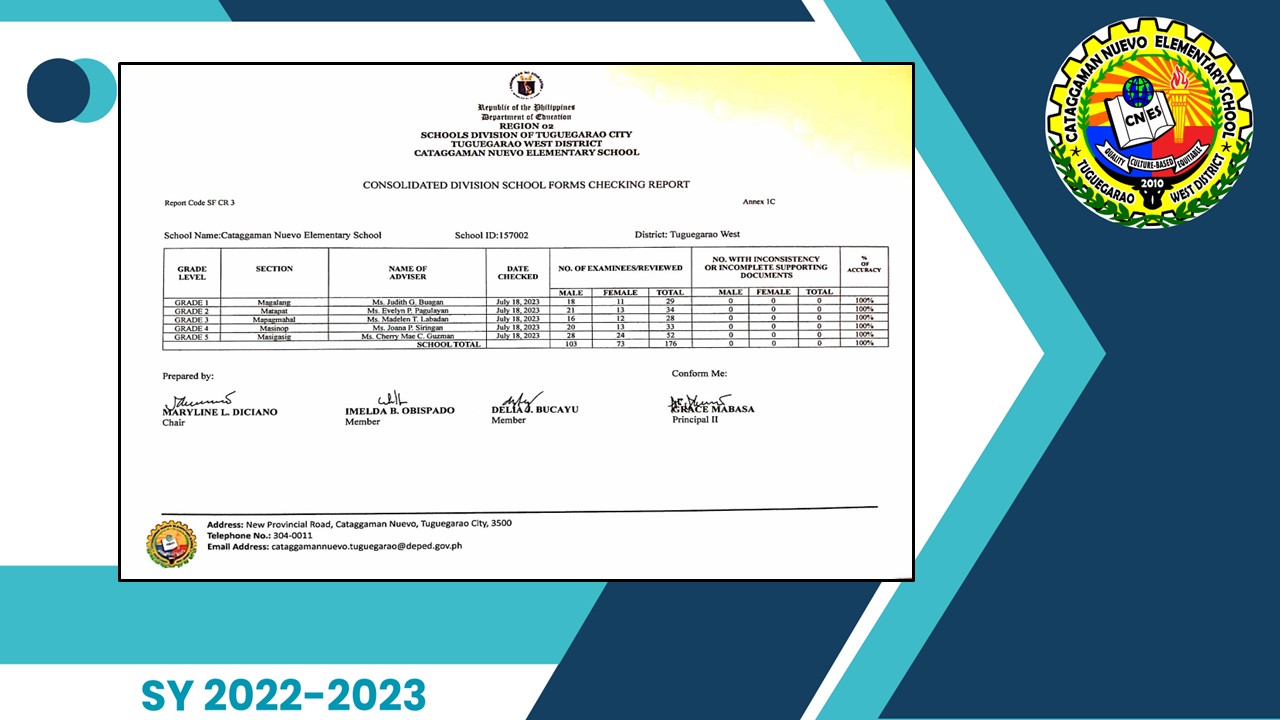 Republic of the Philippines
Department of Education
REGION 02
SCHOOLS DIVISION OF TUGUEGARAO CITY
TUGUEGARAO WEST DISTRICT
CATAGGAMAN NUEVO ELEMENTARY SCHOOL
CONSOLIDATED DIVISION SCHOOL FORMS CHECKING REPORT
Report Code SF CR 3 Annex 1C
School Name:Cataggaman Nuevo Elementary School School ID:157002 District: Tuguegarao West
GRADE LEVEL SECTION NAME OF ADVISER DATE CHECKED NO. OF EXAMINEES/REVIEWED NO. WITH INCONSISTENCY OR INCOMPLETE SUPPORTING DOCUMENTS % OF ACCURACY
MALE FEMALE TOTAL MALE FEMALE TOTAL
GRADE 1 Magalang Ms. Judith G. Buagan July 18, 2023 18 11 29 0 0 0 100%
GRADE 2 Matapat Ms. Evelyn P. Pagulayan July 18, 2023 21 13 34 0 0 0 100%
GRADE 3 Mapagmahal Ms. Madelen T. Labadan July 18, 2023 16 12 28 0 0 0 100%
GRADE 4 Masinop Ms. Joana P. Siringan July 18, 2023 20 13 33 0 0 0 100%
GRADE 5 Masigasig Ms. Cherry Mae C. Guzman July 18, 2023 28 24 52 0 0 0 100%
SCHOOL TOTAL 103 73 176 0 0 0 100%
Prepared by: Conform Me:
MARYLINE L. DICIANO IMELDA B. OBISPADO DELIA J. BUCAYU GRACE MABASA
Chair Member Member Principal II
Address: New Provincial Road, Cataggaman Nuevo, Tuguegarao City, 3500
Telephone No.: 304-0011
Email Address: cataggamannuevo.tuguegarao@deped.gov.ph
CATAGGAMAN NUEVO ELEMENTARY SCHOOL
CNES
QUALITY CULTURE-BASED EQUITABLE
2010
TUGUEGARAO WEST DISTRICT
SY 2022-2023